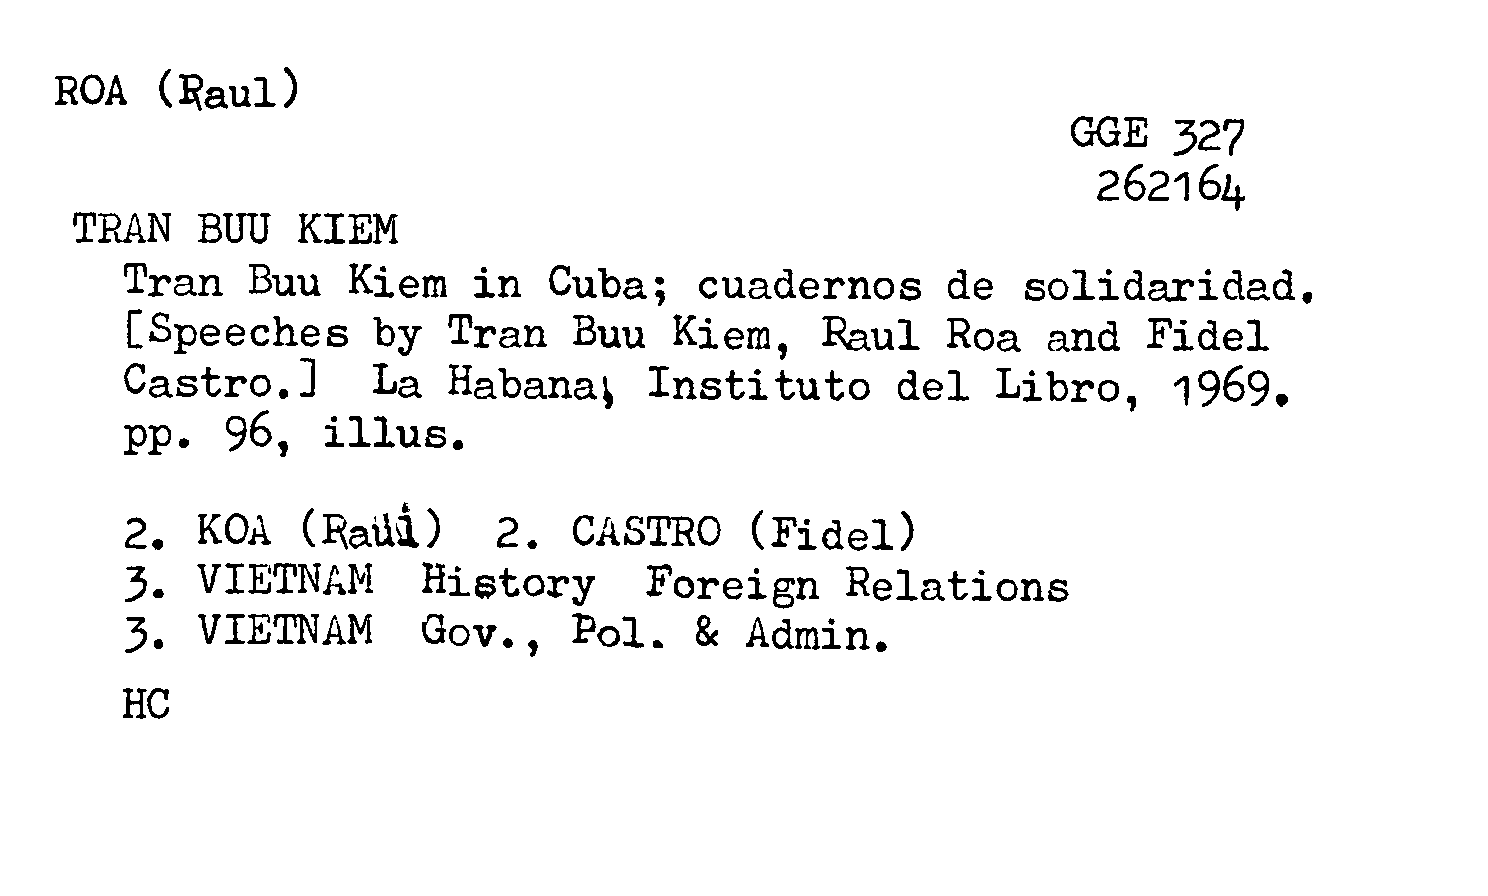 ROA (Raul)
GGE 327
262164
TRAN BUU KIEM
Tran Buu Kiem in Cuba; cuadernos de solidaridad.
[Speeches by Tran Buu Kiem, Raul Roa and Fidel
Castro.] La Habana, Instituto del Libro, 1969.
pp. 96, illus.
2. KOA (Raul) 2. CASTRO (Fidel)
3. VIETNAM History Foreign Relations
3. VIETNAM Gov., Pol. & Admin.
HC